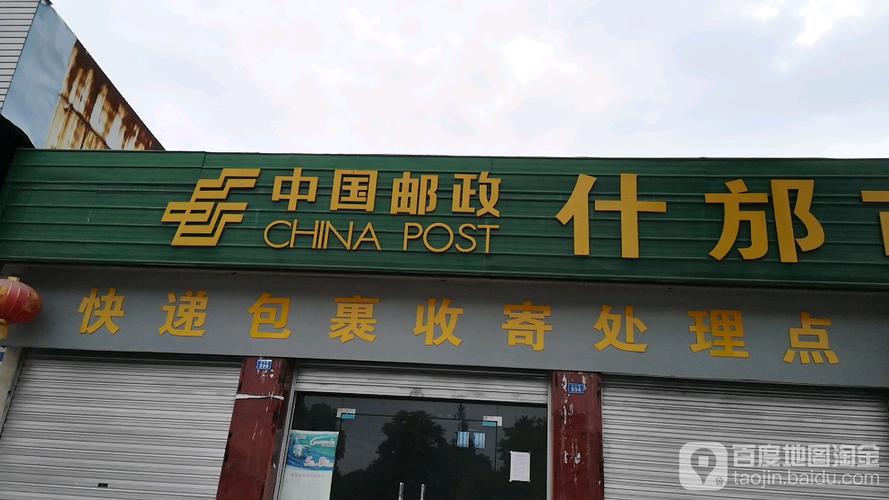 中国邮政
CHINA POST
什邡
快递包裹收寄处理点
百度地图淘金
taojin.baidu.com